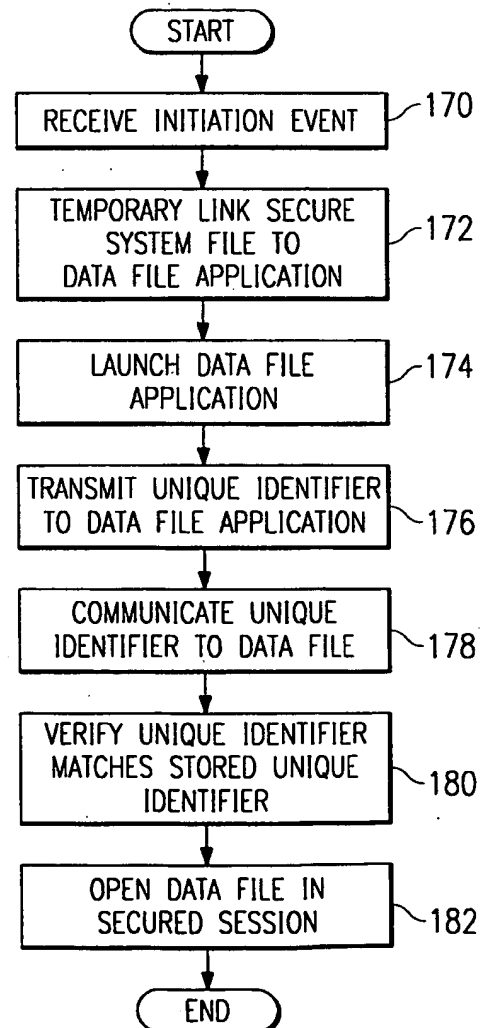 START
RECEIVE INITIATION EVENT
170
TEMPORARY LINK SECURE
SYSTEM FILE TO
DATA FILE APPLICATION
172
LAUNCH DATA FILE
APPLICATION
174
TRANSMIT UNIQUE IDENTIFIER
TO DATA FILE APPLICATION
176
COMMUNICATE UNIQUE
IDENTIFIER TO DATA FILE
178
VERIFY UNIQUE IDENTIFIER
MATCHES STORED UNIQUE
IDENTIFIER
180
OPEN DATA FILE IN
SECURED SESSION
182
END